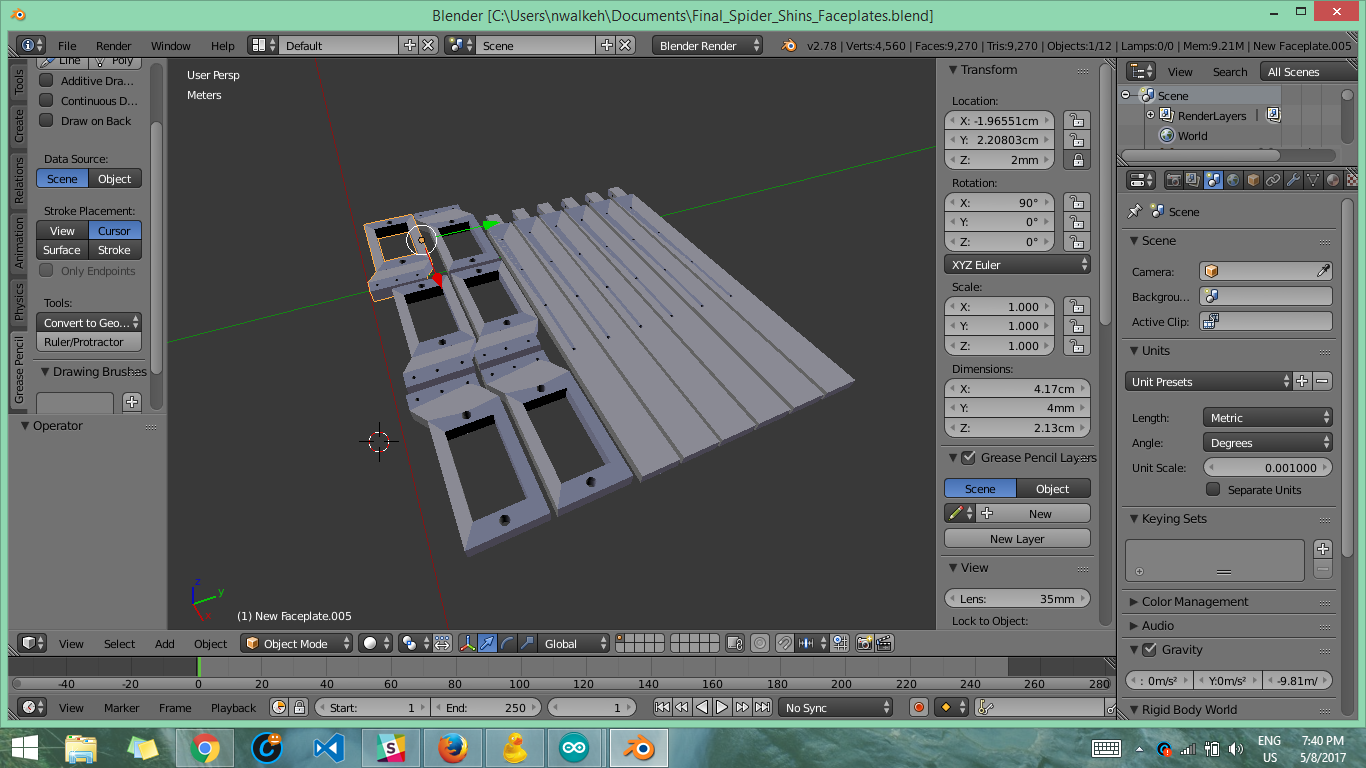 Blender [C:\Users\nwalkeh\Documents\Final_Spider_Shins_Faceplates.blend]
File Render Window Help Default Scene Blender Render v2.78 | Verts:4,560 | Faces:9,270 | Tris:9,270 | Objects:1/12 | Lamps:0/0 | Mem:9.21M | New Faceplate.005
Tools
Create
Relations
Animation
Physics
Grease Pencil
Line Poly
Additive Dra...
Continuous D...
Draw on Back
Data Source:
Scene Object
Stroke Placement:
View Cursor
Surface Stroke
Only Endpoints
Tools:
Convert to Geo...
Ruler/Protractor
Drawing Brushes
Operator
User Persp
Meters
z
y
x
(1) New Faceplate.005
Transform
Location:
X: -1.96551cm
Y: 2.20803cm
Z: 2mm
Rotation:
X: 90°
Y: 0°
Z: 0°
XYZ Euler
Scale:
X: 1.000
Y: 1.000
Z: 1.000
Dimensions:
X: 4.17cm
Y: 4mm
Z: 2.13cm
Grease Pencil Layers
Scene Object
New
New Layer
View
Lens: 35mm
Lock to Object:
View Search All Scenes
Scene
RenderLayers
World
Scene
Scene
Camera:
Backgrou...
Active Clip:
Units
Unit Presets
Length: Metric
Angle: Degrees
Unit Scale: 0.001000
Separate Units
Keying Sets
Color Management
Audio
Gravity
: 0m/s² Y:0m/s² -9.81m/
Rigid Body World
View Select Add Object Object Mode Global
-40 -20 0 20 40 60 80 100 120 140 160 180 200 220 240 260 280
View Marker Frame Playback Start: 1 End: 250 1 No Sync
ENG 7:40 PM
US 5/8/2017